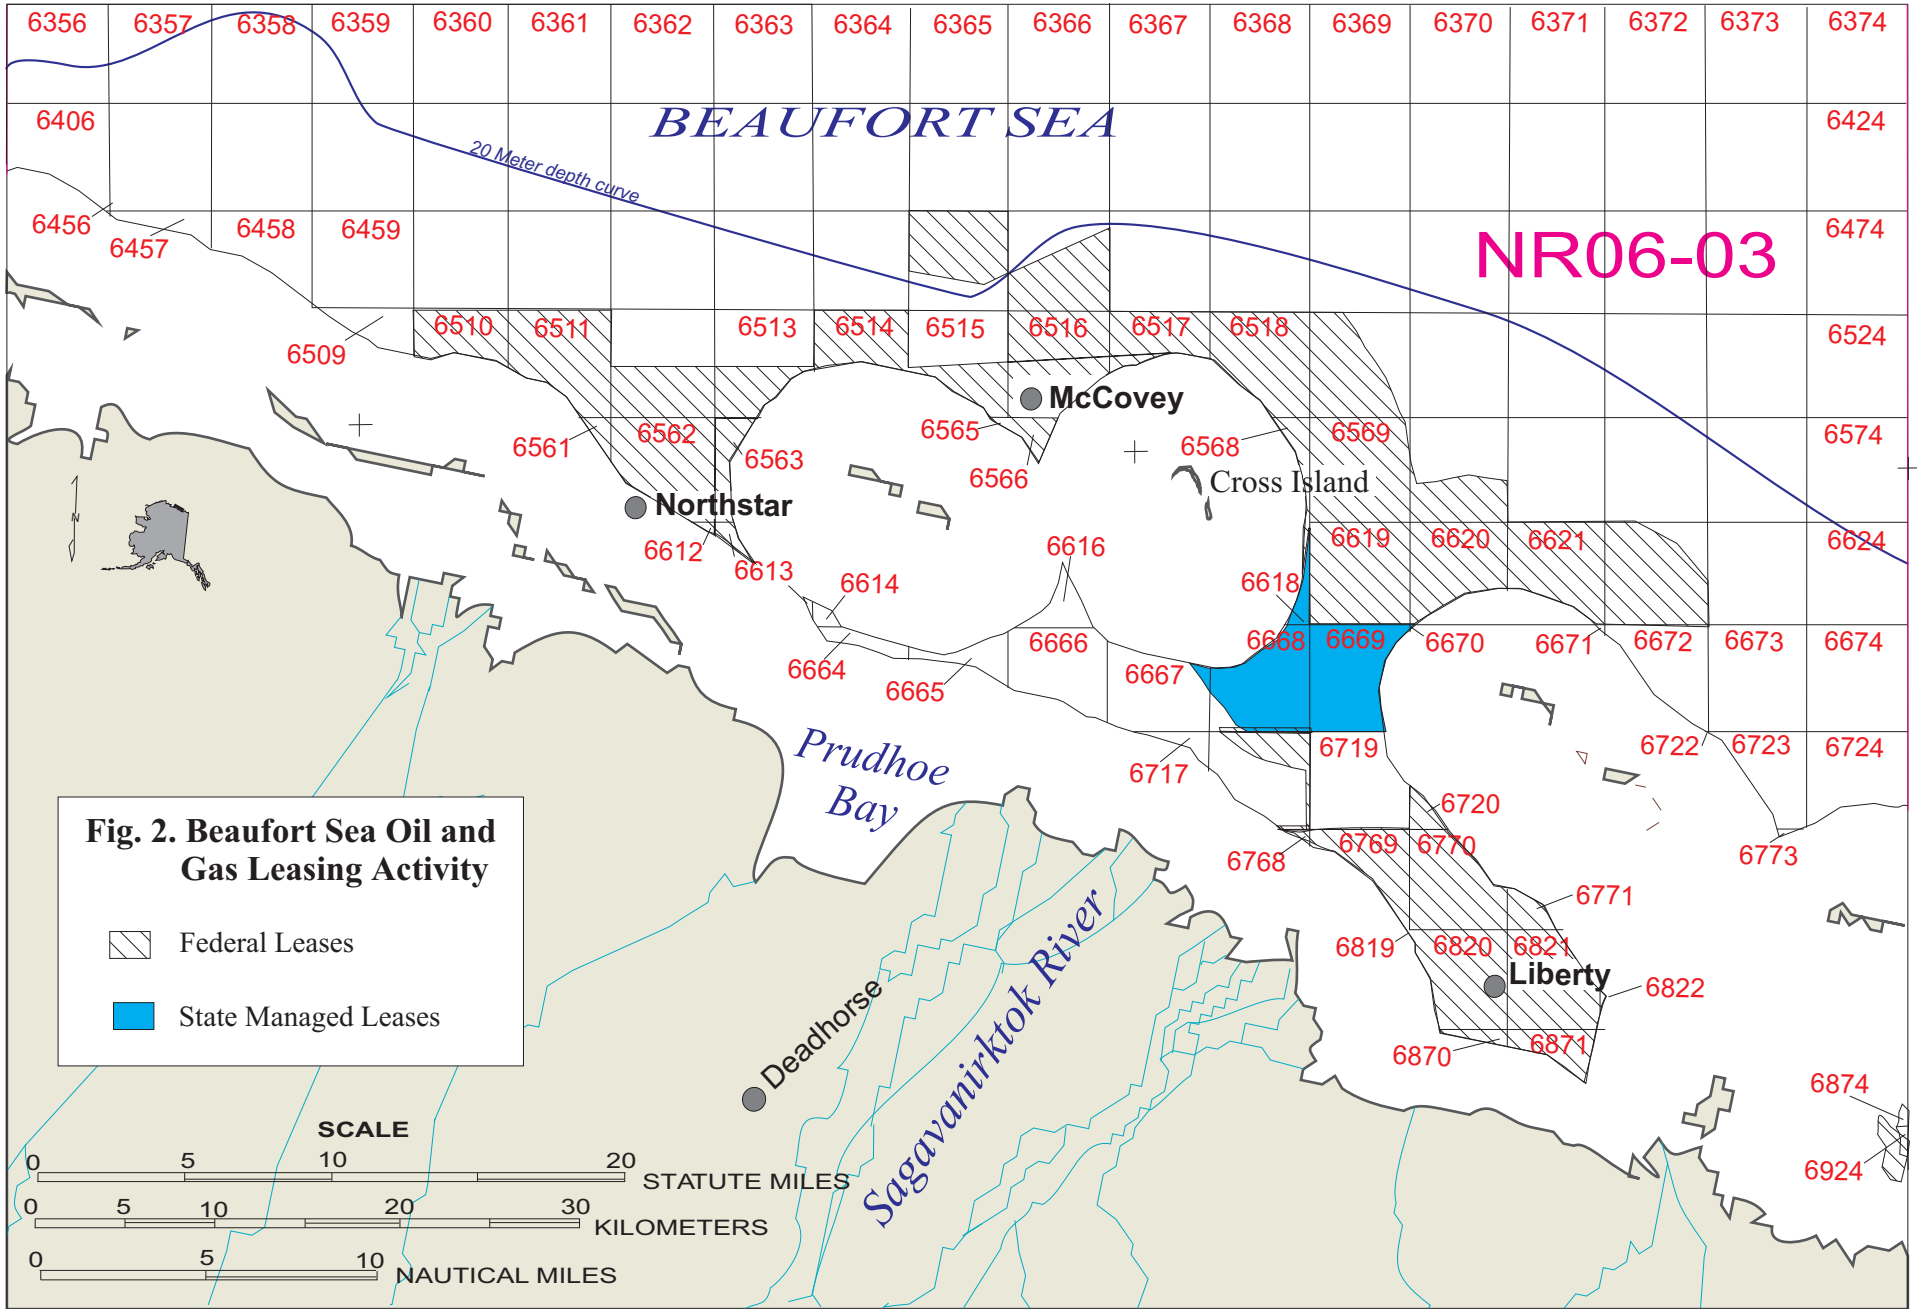 6356 6357 6358 6359 6360 6361 6362 6363 6364 6365 6366 6367 6368 6369 6370 6371 6372 6373 6374
BEAUFORT SEA
6406 6424
20 Meter depth curve
6456 6457 6458 6459 6474
NR06-03
6509 6510 6511 6513 6514 6515 6516 6517 6518 6524
McCovey
6561 6562 6563 6565 6566 6568 6569 6574
Cross Island
Northstar
6612 6613 6614 6616 6618 6619 6620 6621 6624
6664 6665 6666 6667 6668 6669 6670 6671 6672 6673 6674
Prudhoe
Bay
6717 6719 6720 6722 6723 6724
6768 6769 6770 6771 6773
6819 6820 6821 6822
Liberty
6870 6871 6874
6924
N
Fig. 2. Beaufort Sea Oil and
Gas Leasing Activity
Federal Leases
State Managed Leases
Deadhorse
Sagavanirktok River
SCALE
0 5 10 20 STATUTE MILES
0 5 10 20 30 KILOMETERS
0 5 10 NAUTICAL MILES